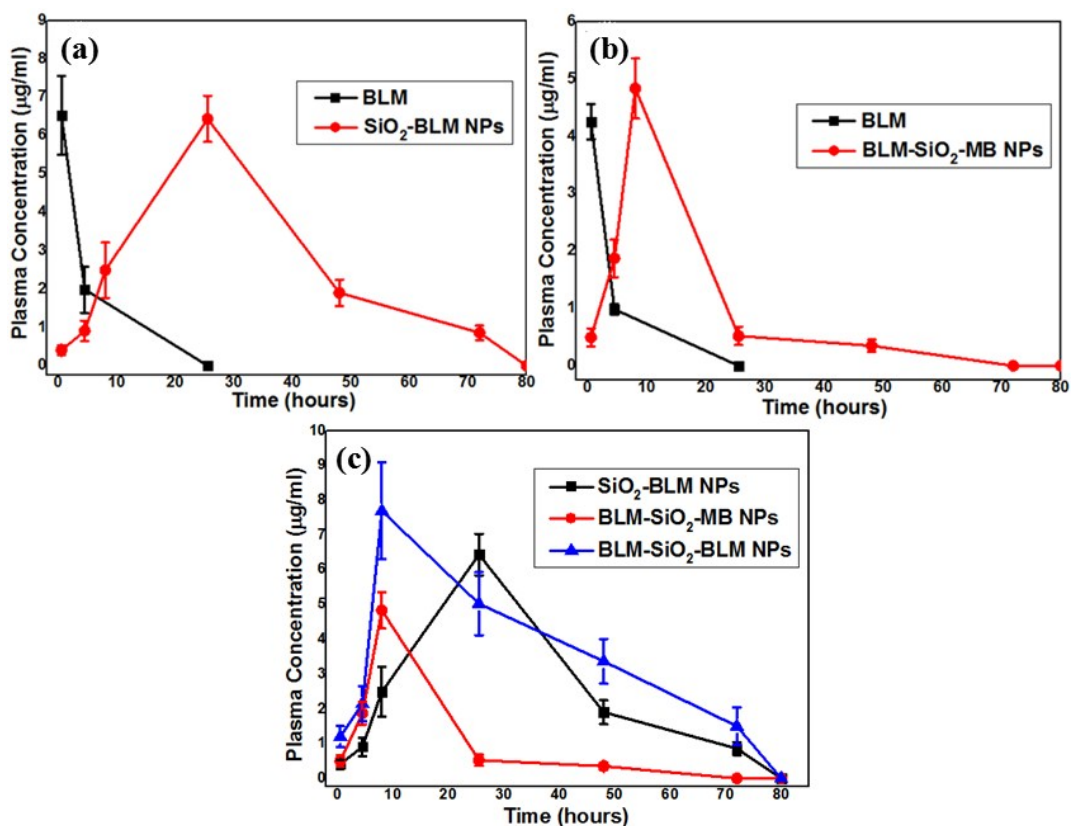 (a)
BLM
SiO2-BLM NPs
Plasma Concentration (µg/ml)
9
8
7
6
5
4
3
2
1
0
0 10 20 30 40 50 60 70 80
Time (hours)
(b)
BLM
BLM-SiO2-MB NPs
Plasma Concentration (µg/ml)
6
5
4
3
2
1
0
0 10 20 30 40 50 60 70 80
Time (hours)
(c)
SiO2-BLM NPs
BLM-SiO2-MB NPs
BLM-SiO2-BLM NPs
Plasma Concentration (µg/ml)
10
9
8
7
6
5
4
3
2
1
0
0 10 20 30 40 50 60 70 80
Time (hours)